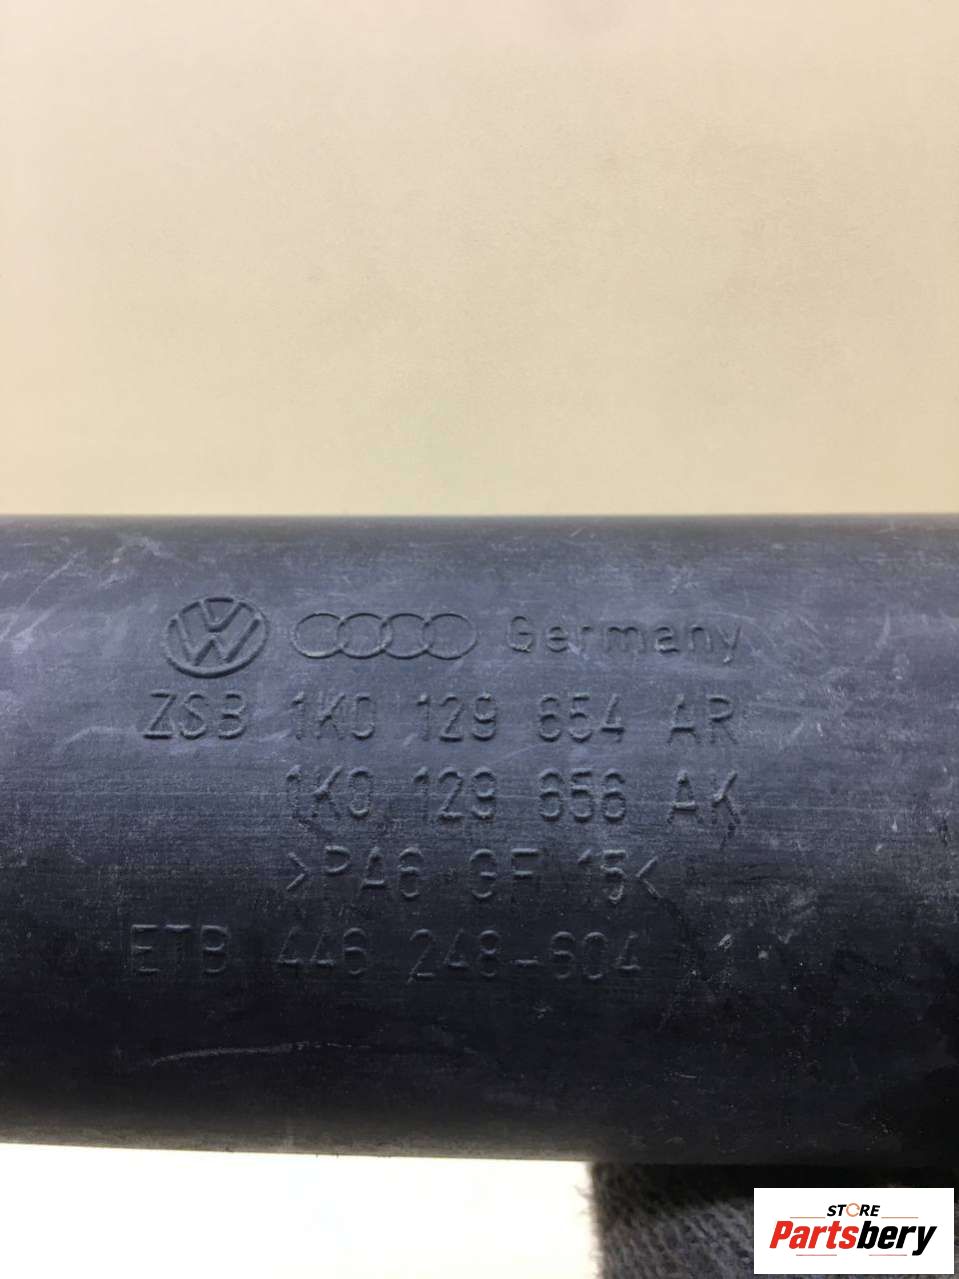 Germany
ZSB 1K0 129 654 AR
1K0 129 656 AK
>PA6 GF 15<
ETB 446 248-604
STORE
Partsbery